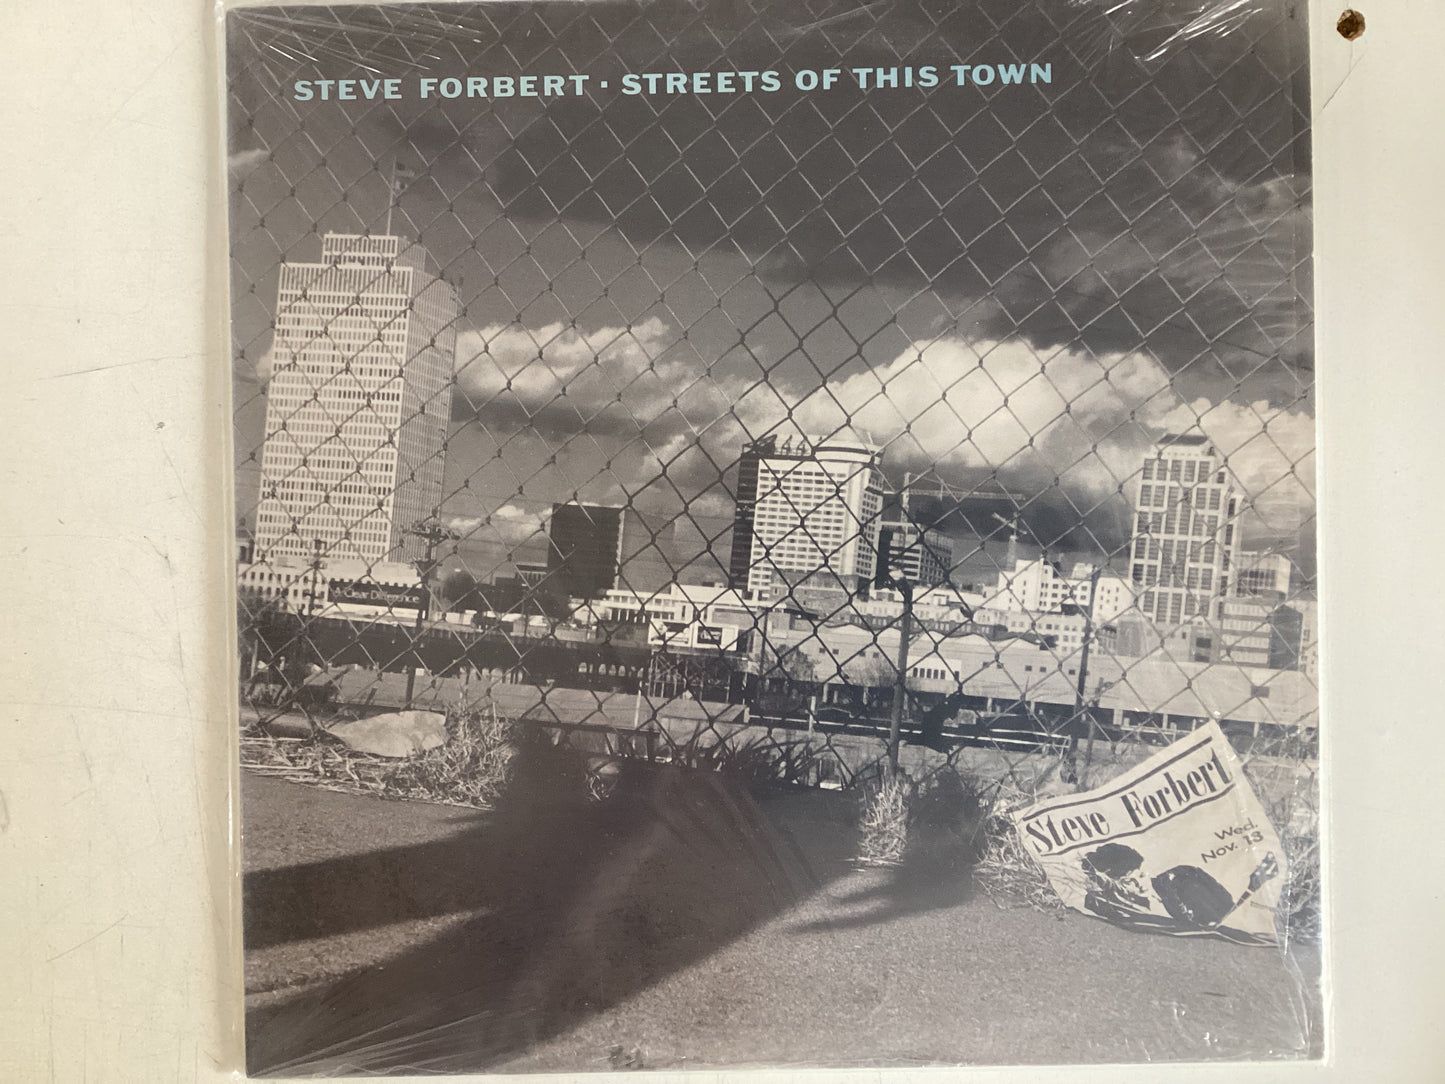 STEVE FORBERT · STREETS OF THIS TOWN
A Clear Difference
Steve Forbert
Wed.
Nov. 13